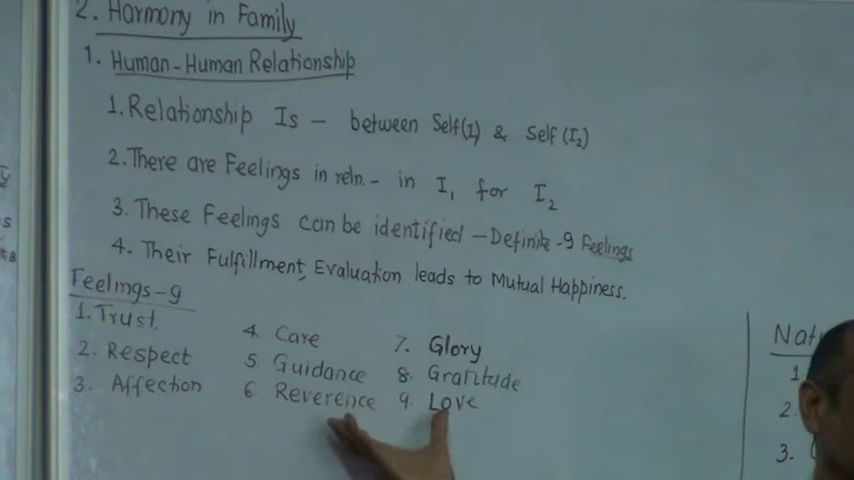 2. Harmony in Family
1. Human-Human Relationship
1. Relationship Is - between Self(I₁) & Self (I₂)
2. There are Feelings in reln. - in I₁ for I₂
3. These Feelings can be identified - Definite - 9 Feelings
4. Their Fulfillment, Evaluation leads to Mutual Happiness.
Feelings-9
1. Trust.
2. Respect
3. Affection
4. Care
5. Guidance
6. Reverence
7. Glory
8. Gratitude
9. Love
Nat
1
2.
3.